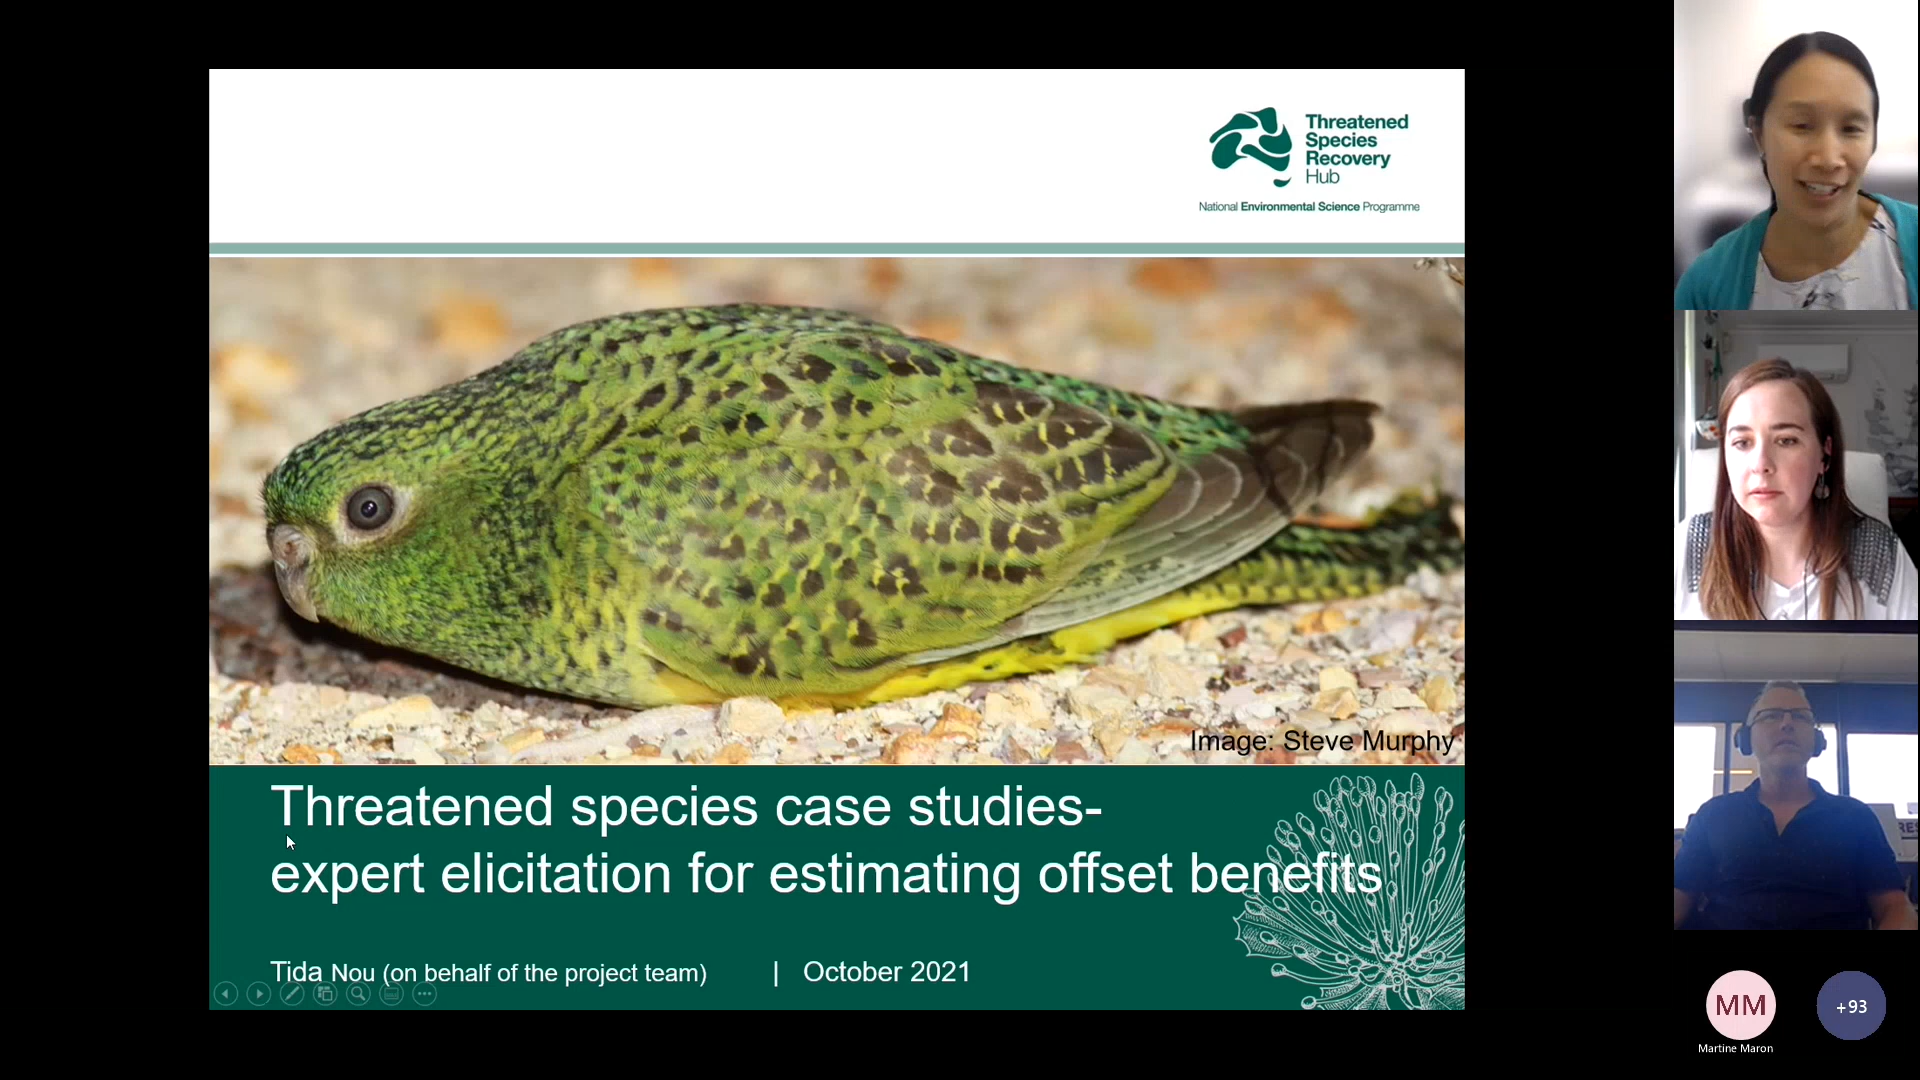 Threatened
Species
Recovery
Hub
National Environmental Science Programme
Image: Steve Murphy
Threatened species case studies-
expert elicitation for estimating offset benefits
Tida Nou (on behalf of the project team) | October 2021
MM
+93
Martine Maron